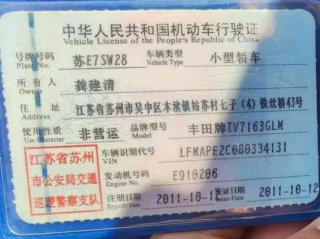 中华人民共和国机动车行驶证
Vehicle License of the People's Republic of China
号牌号码 苏E7SW28 车辆类型 小型轿车
Plate No. Vehicle Type
所有人 龚建清
Owner
住址 江苏省苏州市吴中区木渎镇姑苏村七子(4)铁丝桥43号
Address
使用性质 非营运 品牌型号 丰田牌TV7163GLM
Use Character Model
江苏省苏州 车辆识别代号 LFMAPE2C080334131
VIN
市公安局交通 发动机号码 E910206
Engine No.
巡警支队 注册日期 2011-10-1 发证日期 2011-10-12
Register Date Issue Date